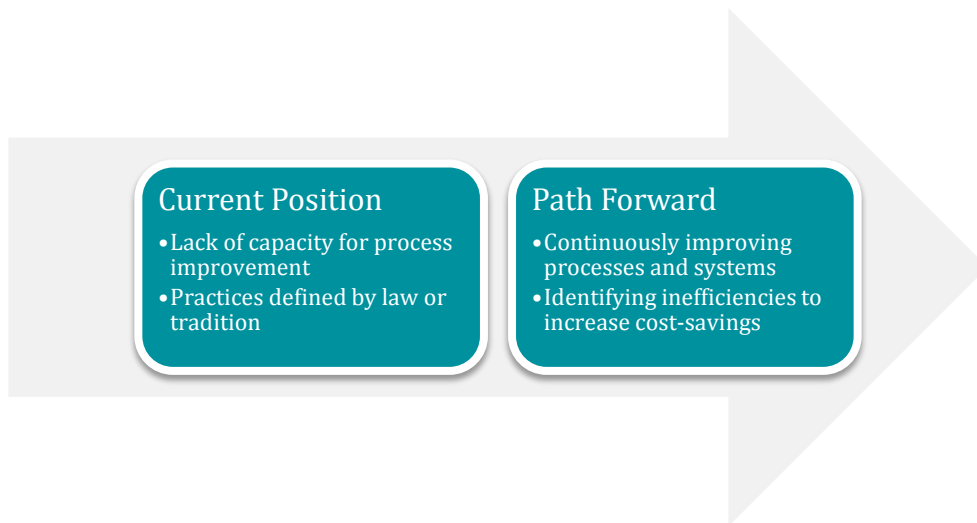 Current Position
•Lack of capacity for process
improvement
•Practices defined by law or
tradition
Path Forward
•Continuously improving
processes and systems
•Identifying inefficiencies to
increase cost-savings